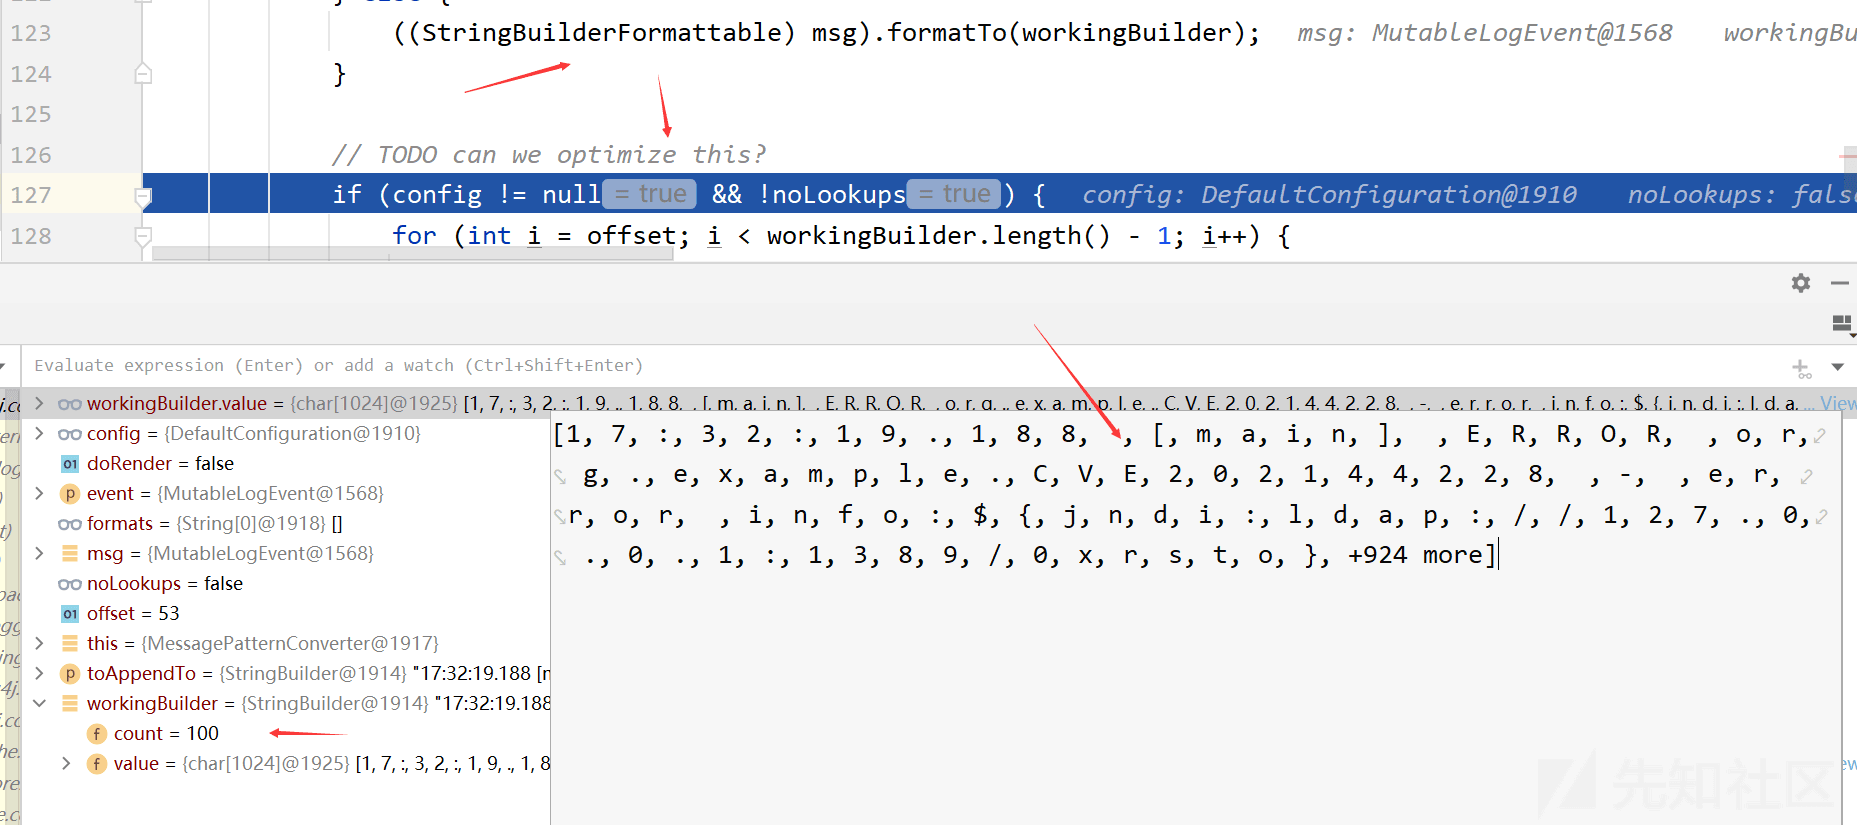 123 ((StringBuilderFormattable) msg).formatTo(workingBuilder); msg: MutableLogEvent@1568 workingBu
124 }
125
126 // TODO can we optimize this?
127 if (config != null = true && !noLookups = true ) { config: DefaultConfiguration@1910 noLookups: false
128 for (int i = offset; i < workingBuilder.length() - 1; i++) {
Evaluate expression (Enter) or add a watch (Ctrl+Shift+Enter)
workingBuilder.value = {char[1024]@1925} [1, 7, :, 3, 2, :, 1, 9, ., 1, 8, 8, , [, m, a, i, n, ], , E, R, R, O, R, , o, r, g, ., e, x, a, m, p, l, e, ., C, V, E, 2, 0, 2, 1, 4, 4, 2, 2, 8, , -, , e, r, r, o, r, , i, n, f, o, :, $, {, j, n, d, i, :, l, d, a, ... View
config = {DefaultConfiguration@1910}
doRender = false
event = {MutableLogEvent@1568}
formats = {String[0]@1918} []
msg = {MutableLogEvent@1568}
noLookups = false
offset = 53
this = {MessagePatternConverter@1917}
toAppendTo = {StringBuilder@1914} "17:32:19.188 [m
workingBuilder = {StringBuilder@1914} "17:32:19.188
count = 100
value = {char[1024]@1925} [1, 7, :, 3, 2, :, 1, 9, ., 1, 8
[1, 7, :, 3, 2, :, 1, 9, ., 1, 8, 8, , [, m, a, i, n, ], , E, R, R, O, R, , o, r,
g, ., e, x, a, m, p, l, e, ., C, V, E, 2, 0, 2, 1, 4, 4, 2, 2, 8, , -, , e, r,
r, o, r, , i, n, f, o, :, $, {, j, n, d, i, :, l, d, a, p, :, /, /, 1, 2, 7, ., 0,
., 0, ., 1, :, 1, 3, 8, 9, /, 0, x, r, s, t, o, }, +924 more]
先知社区